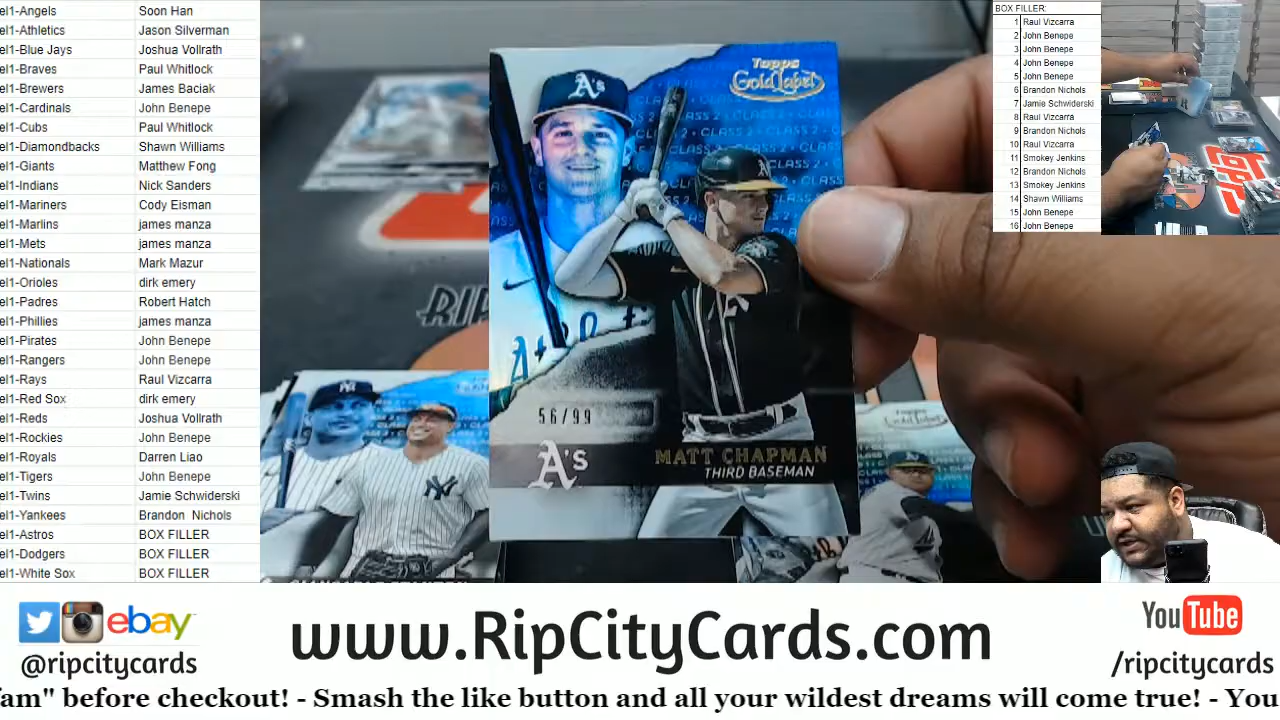 el1-Angels Soon Han
el1-Athletics Jason Silverman
el1-Blue Jays Joshua Vollrath
el1-Braves Paul Whitlock
el1-Brewers James Baciak
el1-Cardinals John Benepe
el1-Cubs Paul Whitlock
el1-Diamondbacks Shawn Williams
el1-Giants Matthew Fong
el1-Indians Nick Sanders
el1-Mariners Cody Eisman
el1-Marlins james manza
el1-Mets james manza
el1-Nationals Mark Mazur
el1-Orioles dirk emery
el1-Padres Robert Hatch
el1-Phillies james manza
el1-Pirates John Benepe
el1-Rangers John Benepe
el1-Rays Raul Vizcarra
el1-Red Sox dirk emery
el1-Reds Joshua Vollrath
el1-Rockies John Benepe
el1-Royals Darren Liao
el1-Tigers John Benepe
el1-Twins Jamie Schwiderski
el1-Yankees Brandon Nichols
el1-Astros BOX FILLER
el1-Dodgers BOX FILLER
el1-White Sox BOX FILLER
Topps
Gold Label
A's
CLASS 2 • CLASS 2
56/99
A's
MATT CHAPMAN
THIRD BASEMAN
RIP
Topps
Gold Label
BOX FILLER:
1 Raul Vizcarra
2 John Benepe
3 John Benepe
4 John Benepe
5 John Benepe
6 Brandon Nichols
7 Jamie Schwiderski
8 Raul Vizcarra
9 Brandon Nichols
10 Raul Vizcarra
11 Smokey Jenkins
12 Brandon Nichols
13 Smokey Jenkins
14 Shawn Williams
15 John Benepe
16 John Benepe
ebay
@ripcitycards
www.RipCityCards.com
YouTube
/ripcitycards
fam" before checkout! - Smash the like button and all your wildest dreams will come true! - You